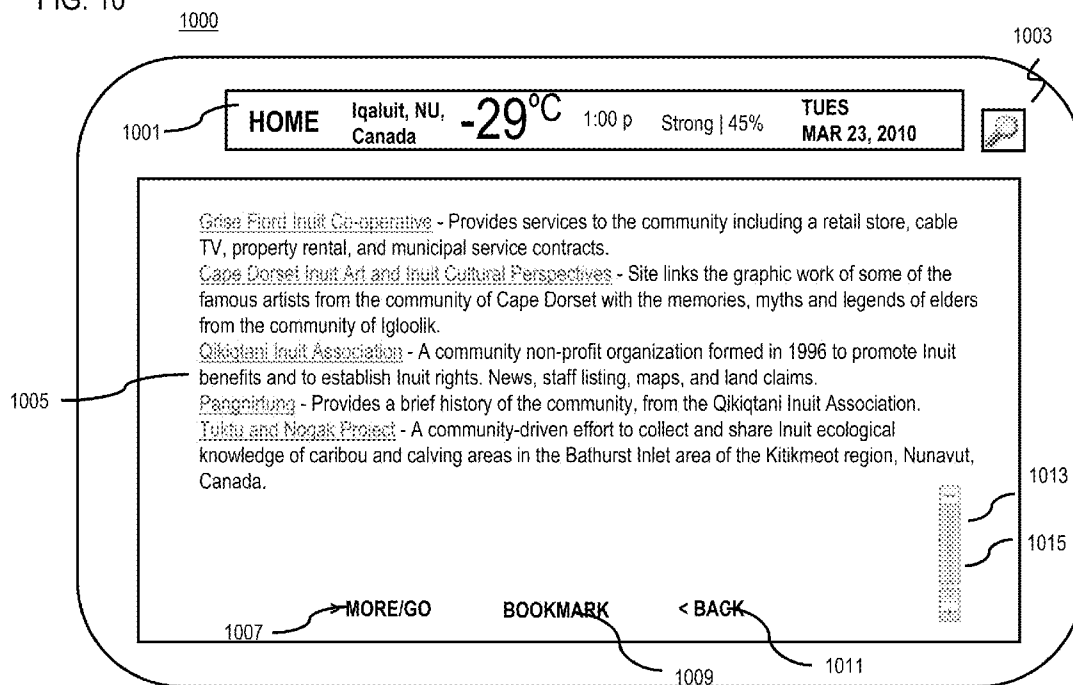 FIG. 10
1000
1003
1001
HOME
Iqaluit, NU,
Canada
-29°C
1:00 p
Strong | 45%
TUES
MAR 23, 2010
Grise Fiord Inuit Co-operative - Provides services to the community including a retail store, cable
TV, property rental, and municipal service contracts.
Cape Dorset Inuit Art and Inuit Cultural Perspectives - Site links the graphic work of some of the
famous artists from the community of Cape Dorset with the memories, myths and legends of elders
from the community of Igloolik.
Qikiqtani Inuit Association - A community non-profit organization formed in 1996 to promote Inuit
benefits and to establish Inuit rights. News, staff listing, maps, and land claims.
1005
Pangnirtung - Provides a brief history of the community, from the Qikiqtani Inuit Association.
Tuktu and Nogak Project - A community-driven effort to collect and share Inuit ecological
knowledge of caribou and calving areas in the Bathurst Inlet area of the Kitikmeot region, Nunavut,
Canada.
1013
1015
>MORE/GO
BOOKMARK
< BACK
1007
1009
1011